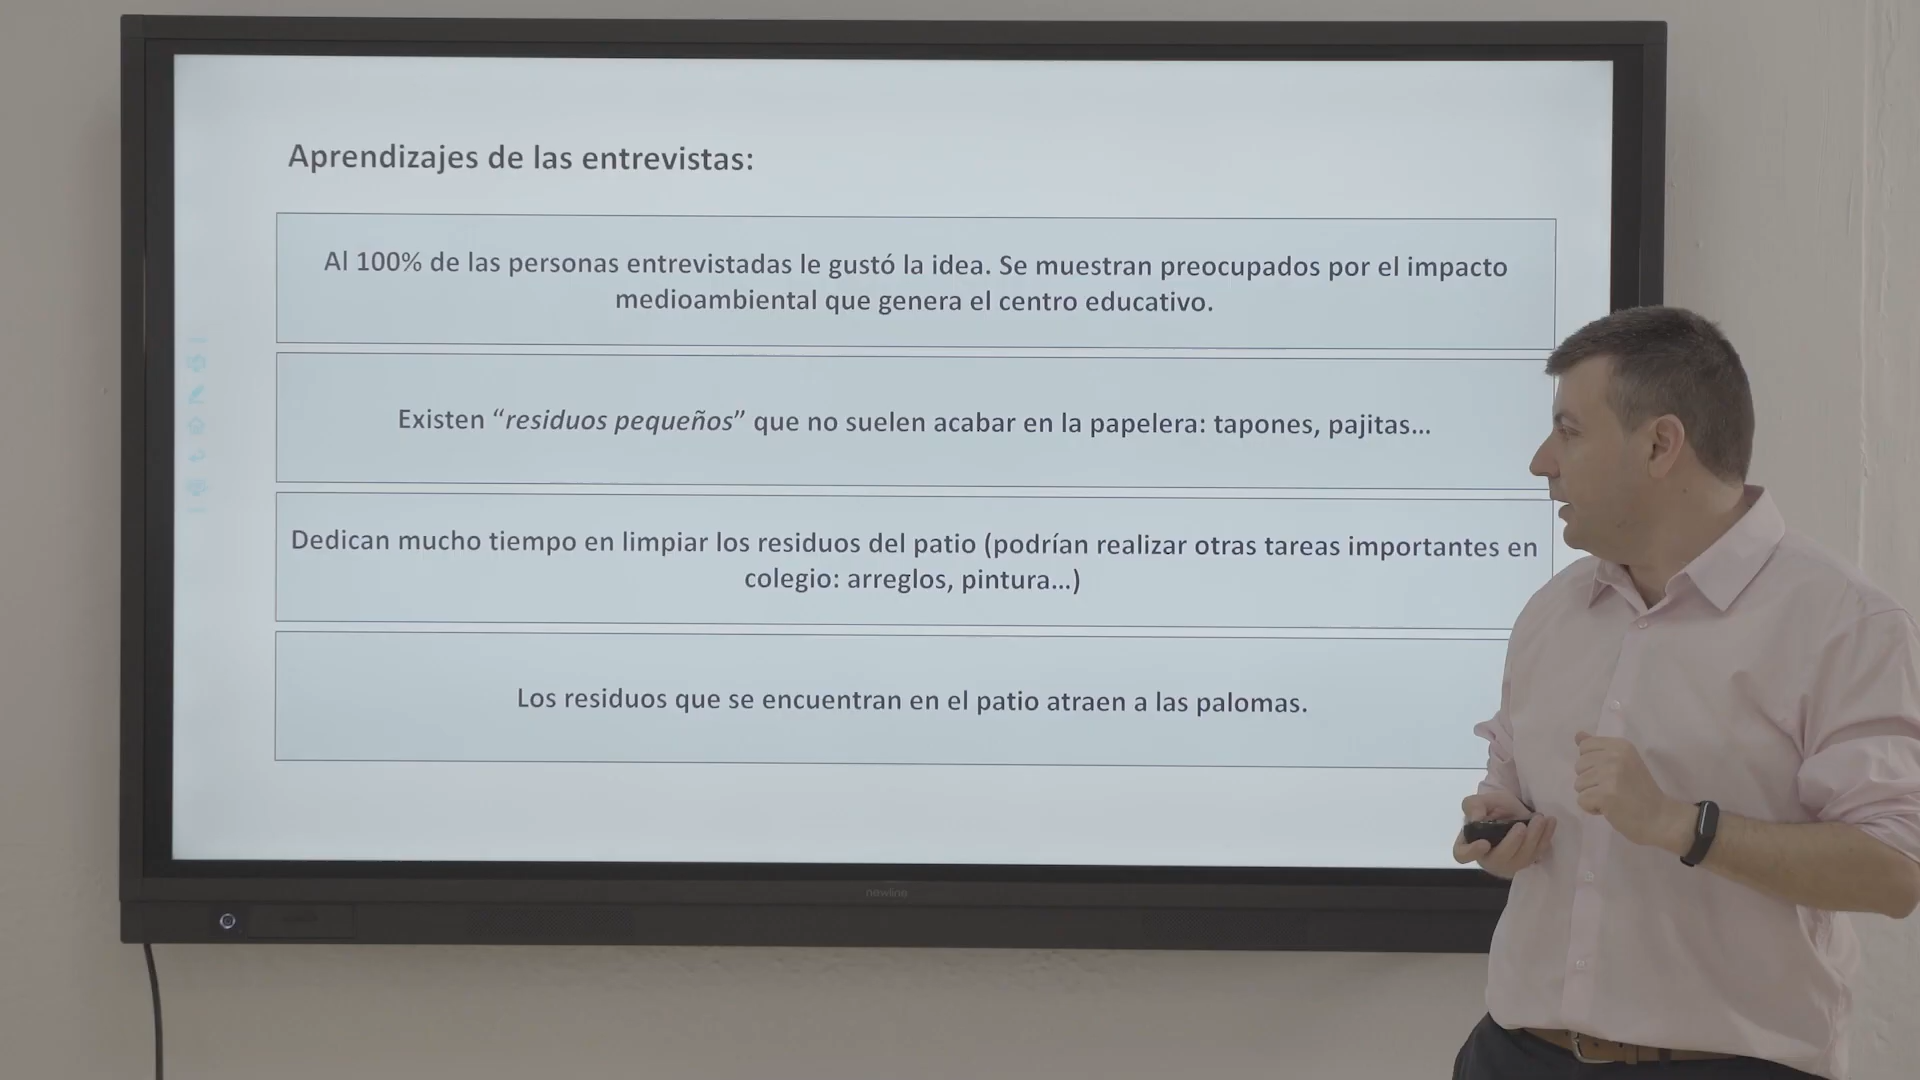 Aprendizajes de las entrevistas:
Al 100% de las personas entrevistadas le gustó la idea. Se muestran preocupados por el impacto
medioambiental que genera el centro educativo.
Existen “residuos pequeños” que no suelen acabar en la papelera: tapones, pajitas...
Dedican mucho tiempo en limpiar los residuos del patio (podrían realizar otras tareas importantes en
colegio: arreglos, pintura...)
Los residuos que se encuentran en el patio atraen a las palomas.
newline